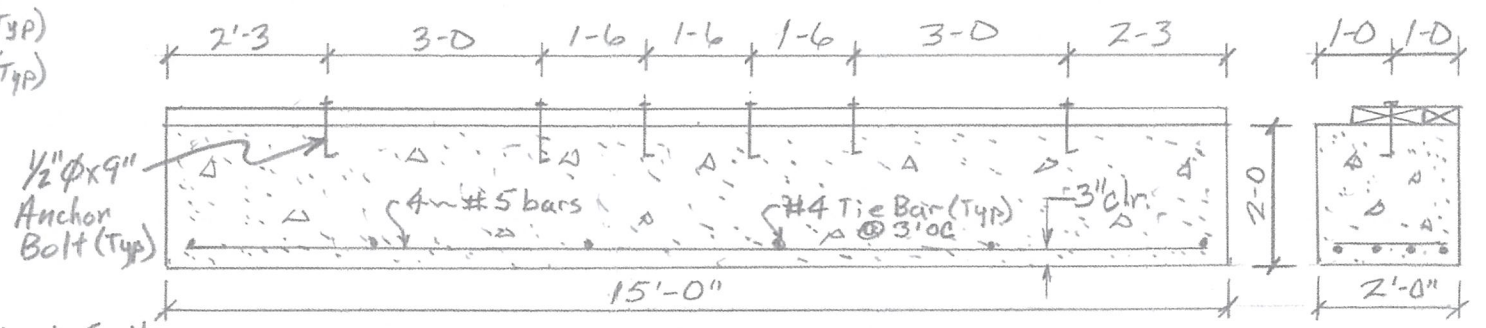 Typ)
Typ)
2'-3 3-0 1-6 1-6 1-6 3-0 2-3 1-0 1-0
1/2"Øx9"
Anchor
Bolt (Typ)
4~#5 bars
#4 Tie Bar (Typ)
@ 3'OC
3"clr.
2-0
15'-0"
2'-0"